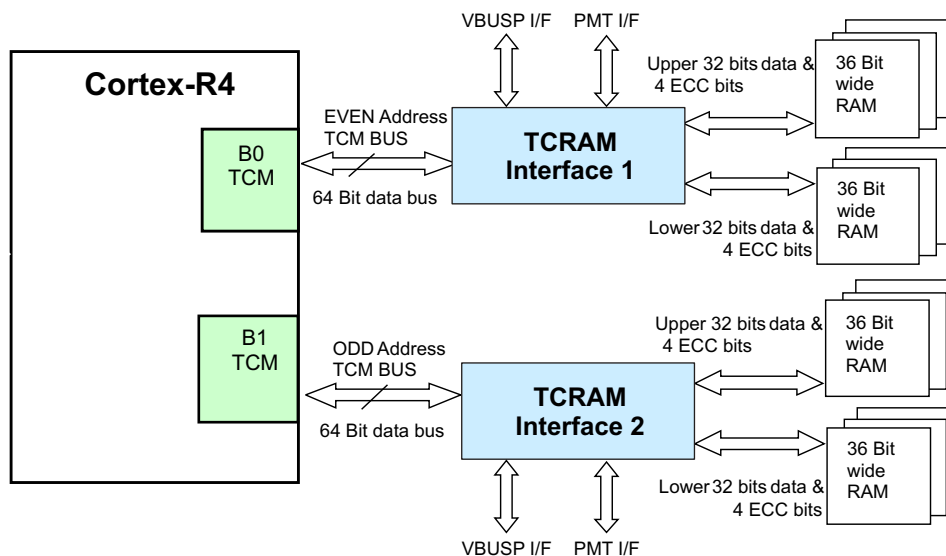 VBUSP I/F
PMT I/F
Cortex-R4
Upper 32 bits data &
4 ECC bits
36 Bit
wide
RAM
EVEN Address
TCM BUS
B0
TCM
TCRAM
Interface 1
64 Bit data bus
36 Bit
wide
RAM
Lower 32 bits data &
4 ECC bits
B1
TCM
ODD Address
TCM BUS
Upper 32 bits data &
4 ECC bits
36 Bit
wide
RAM
TCRAM
Interface 2
64 Bit data bus
36 Bit
wide
RAM
Lower 32 bits data &
4 ECC bits
VBUSP I/F
PMT I/F